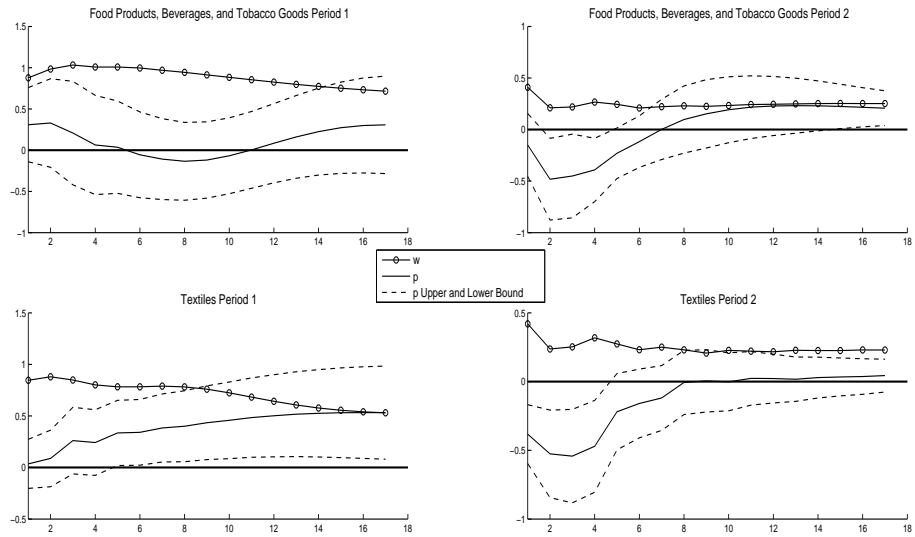 Food Products, Beverages, and Tobacco Goods Period 1
1.5
1
0.5
0
−0.5
−1
2 4 6 8 10 12 14 16 18
Food Products, Beverages, and Tobacco Goods Period 2
1
0.5
0
−0.5
−1
2 4 6 8 10 12 14 16 18
w
p
p Upper and Lower Bound
Textiles Period 1
1.5
1
0.5
0
−0.5
2 4 6 8 10 12 14 16 18
Textiles Period 2
0.5
0
−0.5
−1
2 4 6 8 10 12 14 16 18